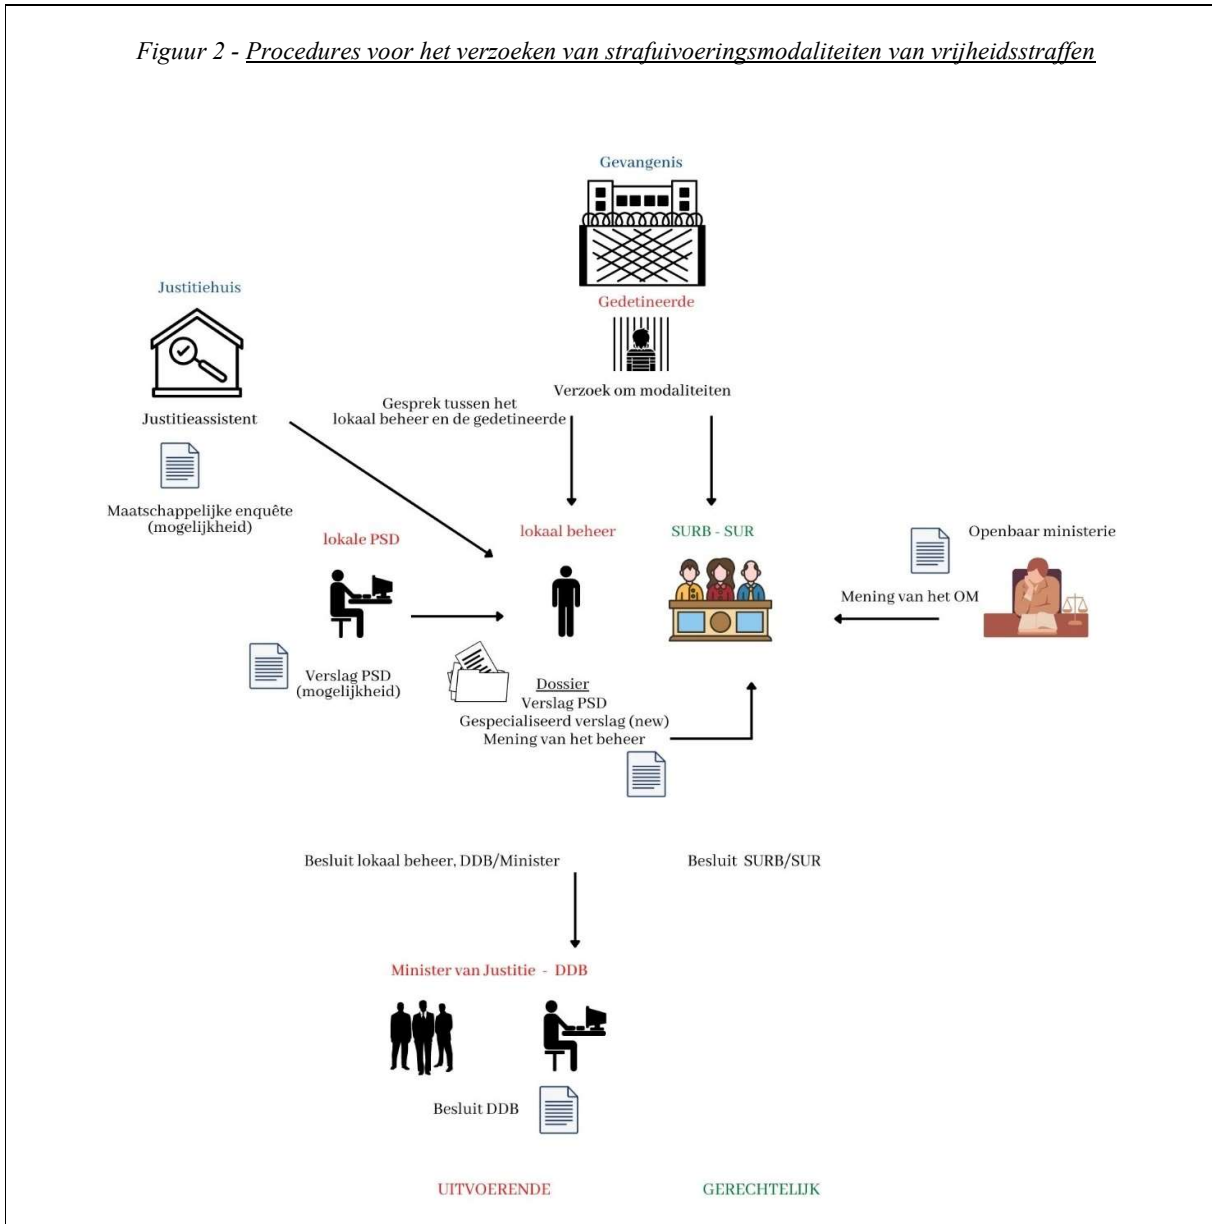 Figuur 2 - Procedures voor het verzoeken van strafuivoeringsmodaliteiten van vrijheidsstraffen
Gevangenis
Justitiehuis
Gedetineerde
Verzoek om modaliteiten
Gesprek tussen het
lokaal beheer en de gedetineerde
Justitieassistent
Maatschappelijke enquête
(mogelijkheid)
lokale PSD
lokaal beheer
SURB - SUR
Openbaar ministerie
Mening van het OM
Verslag PSD
(mogelijkheid)
Dossier
Verslag PSD
Gespecialiseerd verslag (new)
Mening van het beheer
Besluit lokaal beheer, DDB/Minister
Besluit SURB/SUR
Minister van Justitie - DDB
Besluit DDB
UITVOERENDE
GERECHTELIJK